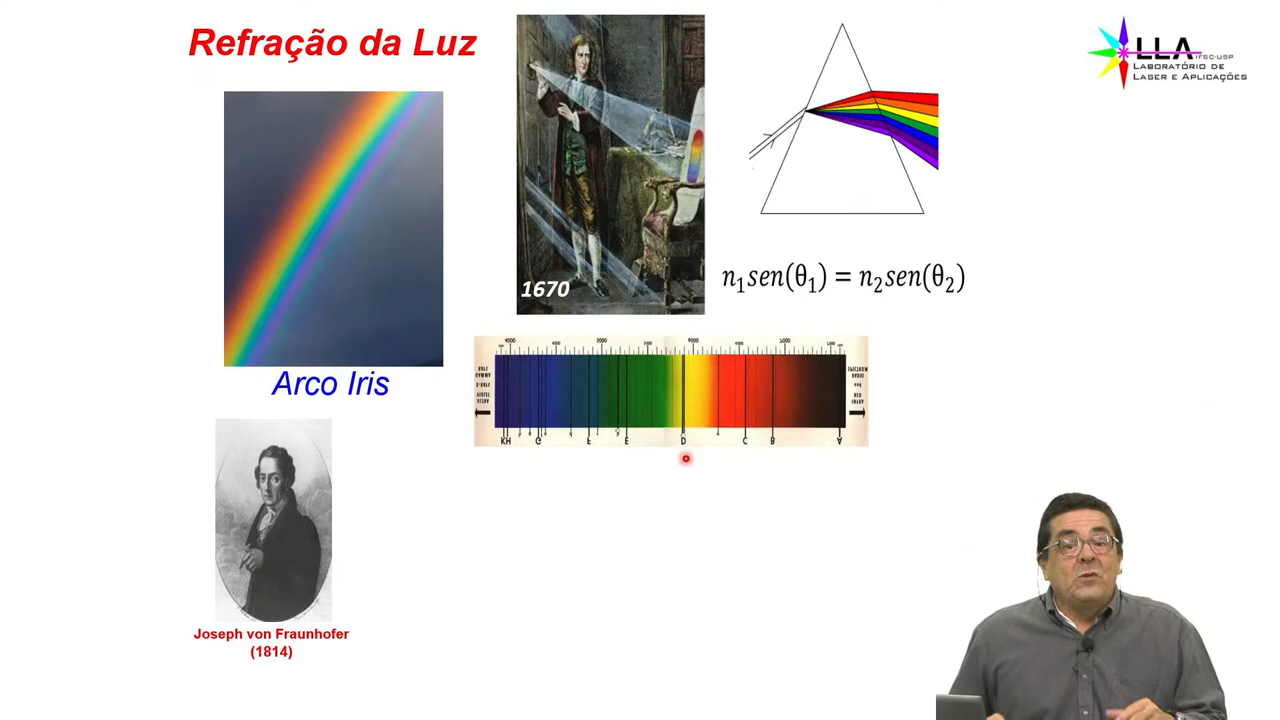 Refração da Luz
LLA IFSC-USP
LABORATÓRIO DE
LASER E APLICAÇÕES
1670
n₁sen(θ₁) = n₂sen(θ₂)
Arco Iris
KH G F E D C B A
Joseph von Fraunhofer
(1814)